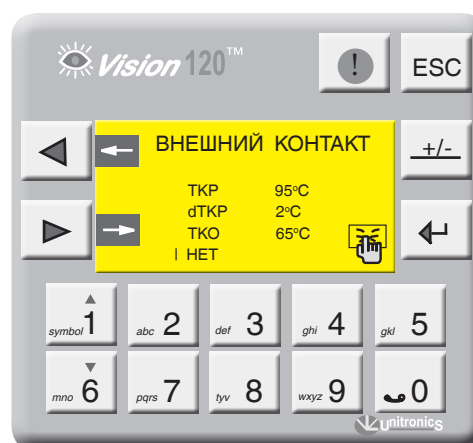 Vision 120™
! ESC
ВНЕШНИЙ КОНТАКТ
+/-
ТКР 95°C
dТКР 2°C
ТКО 65°C
I НЕТ
symbol 1 abc 2 def 3 ghi 4 gkl 5
mno 6 pqrs 7 tyv 8 wxyz 9 0
unitronics